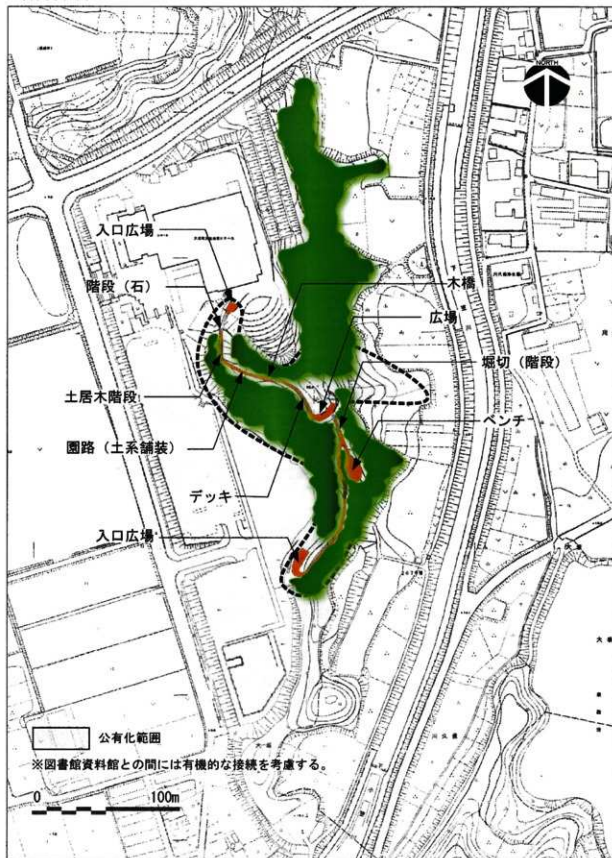 NORTH
入口広場
階段（石）
木橋
広場
堀切（階段）
土居木階段
ベンチ
園路（土系舗装）
デッキ
入口広場
公有化範囲
※図書館資料館との間には有機的な接続を考慮する。
0 100m